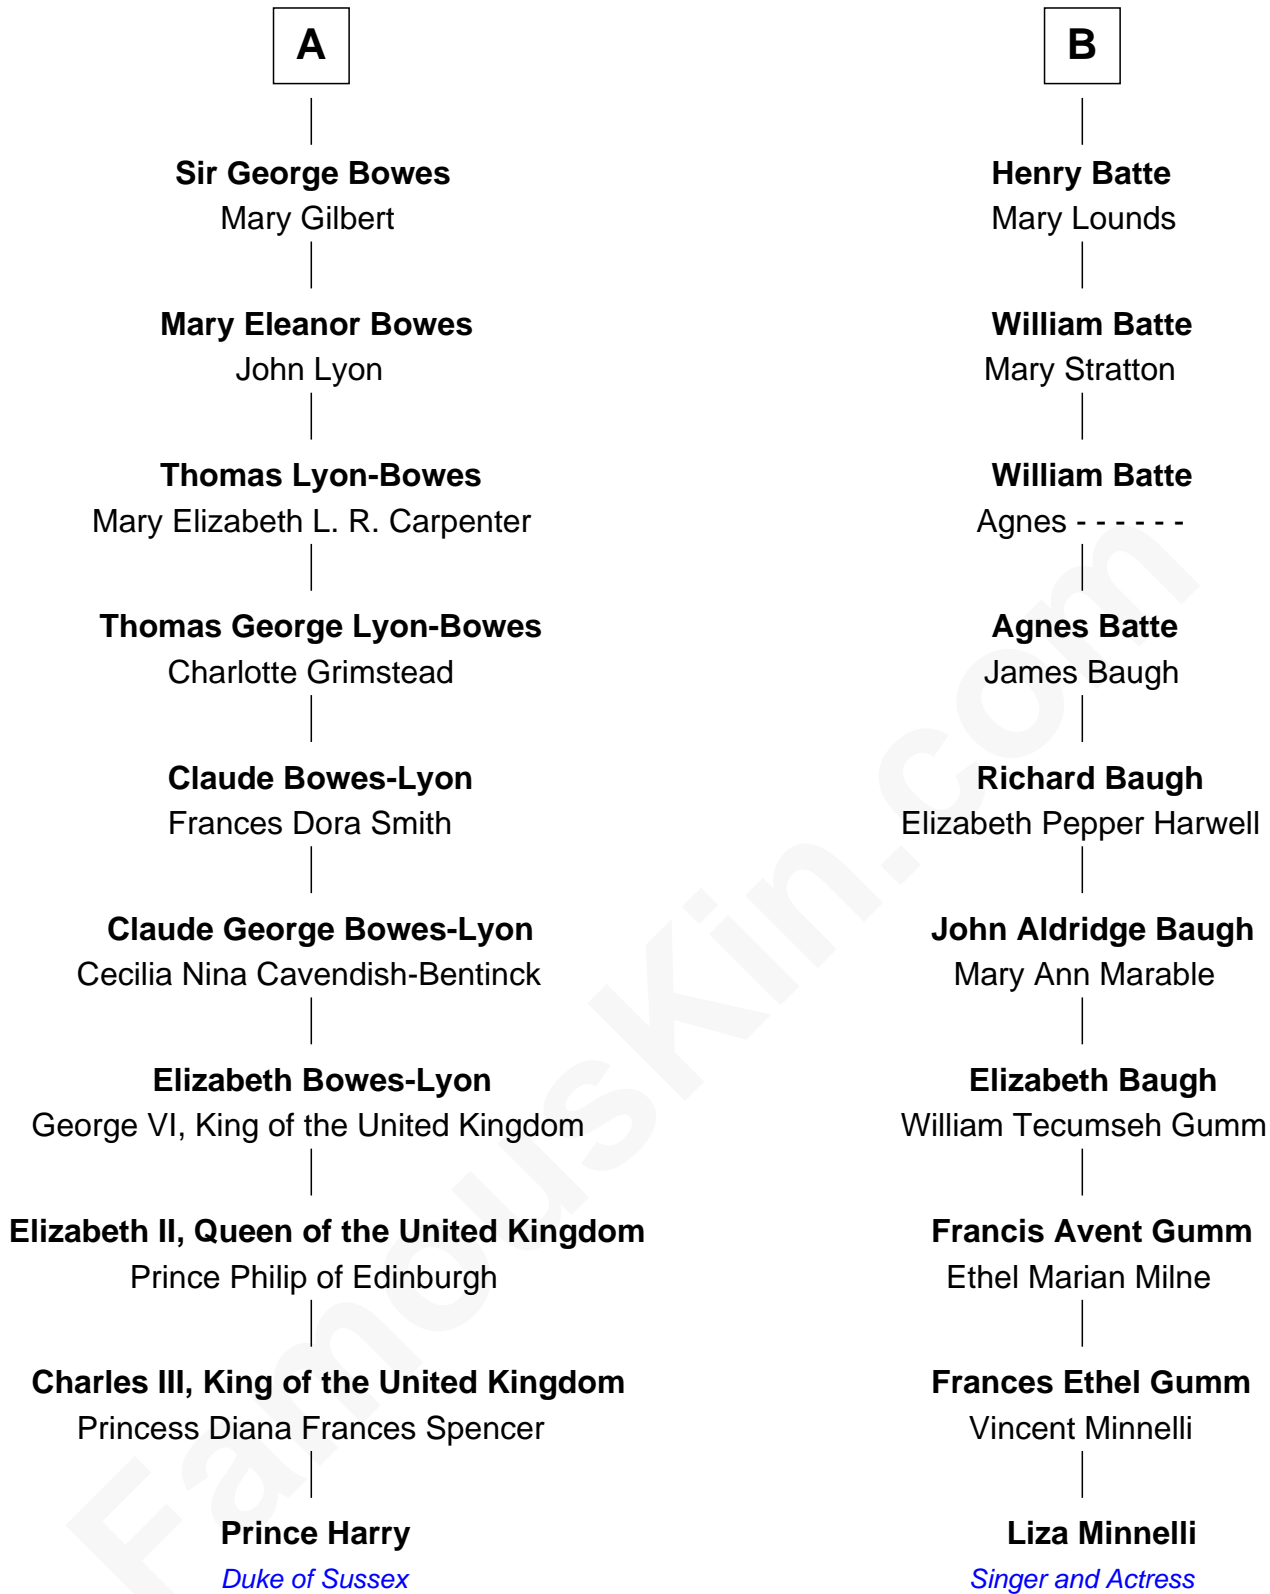 A
Sir George Bowes
Mary Gilbert
Mary Eleanor Bowes
John Lyon
Thomas Lyon-Bowes
Mary Elizabeth L. R. Carpenter
Thomas George Lyon-Bowes
Charlotte Grimstead
Claude Bowes-Lyon
Frances Dora Smith
Claude George Bowes-Lyon
Cecilia Nina Cavendish-Bentinck
Elizabeth Bowes-Lyon
George VI, King of the United Kingdom
Elizabeth II, Queen of the United Kingdom
Prince Philip of Edinburgh
Charles III, King of the United Kingdom
Princess Diana Frances Spencer
Prince Harry
Duke of Sussex
B
Henry Batte
Mary Lounds
William Batte
Mary Stratton
William Batte
Agnes - - - - - -
Agnes Batte
James Baugh
Richard Baugh
Elizabeth Pepper Harwell
John Aldridge Baugh
Mary Ann Marable
Elizabeth Baugh
William Tecumseh Gumm
Francis Avent Gumm
Ethel Marian Milne
Frances Ethel Gumm
Vincent Minnelli
Liza Minnelli
Singer and Actress
FamousKin.com